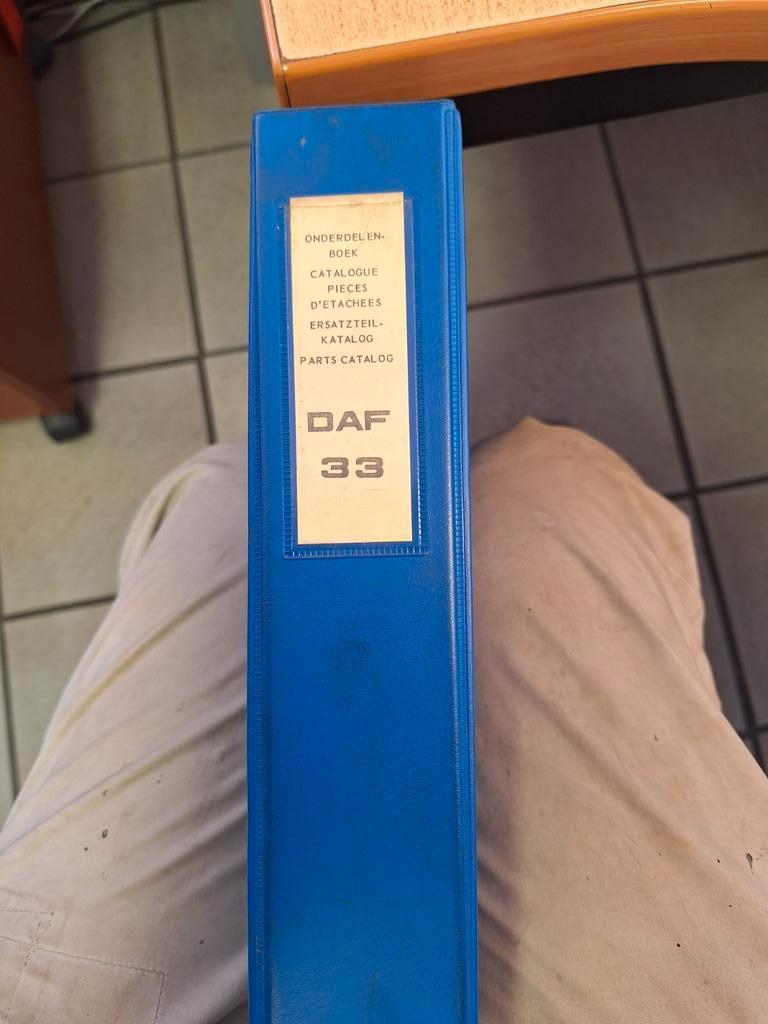 ONDERDELEN-
BOEK
CATALOGUE
PIECES
D'ETACHEES
ERSATZTEIL-
KATALOG
PARTS CATALOG
DAF
33